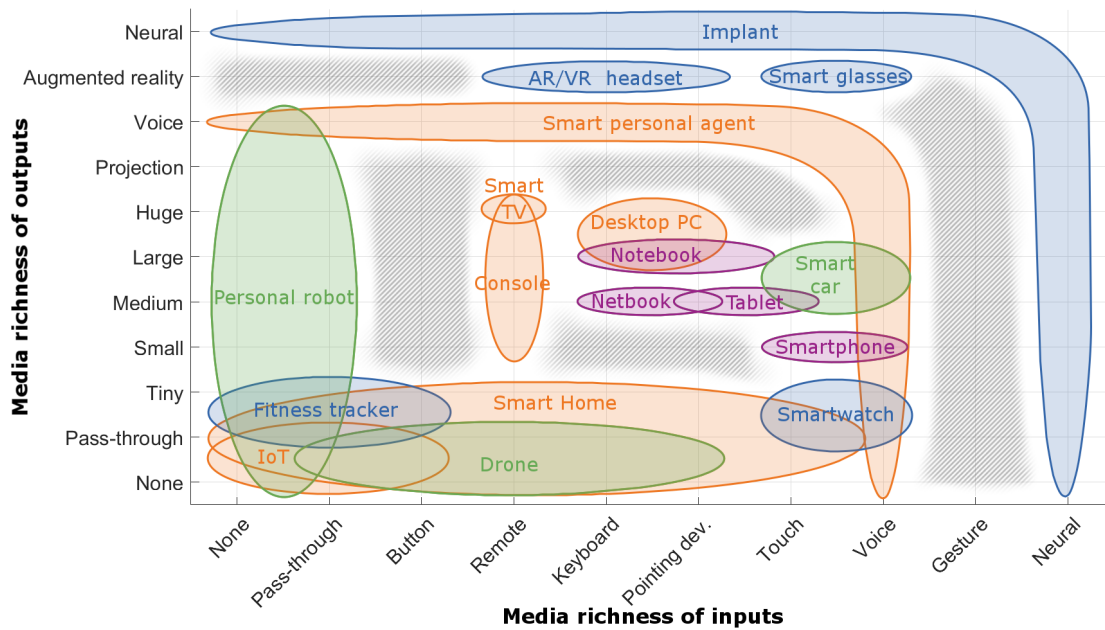 Media richness of outputs
Neural
Augmented reality
Voice
Projection
Huge
Large
Medium
Small
Tiny
Pass-through
None
Implant
AR/VR headset
Smart glasses
Smart personal agent
Smart
TV
Desktop PC
Notebook
Smart
car
Console
Personal robot
Netbook
Tablet
Smartphone
Smart Home
Fitness tracker
Smartwatch
IoT
Drone
None
Pass-through
Button
Remote
Keyboard
Pointing dev.
Touch
Voice
Gesture
Neural
Media richness of inputs